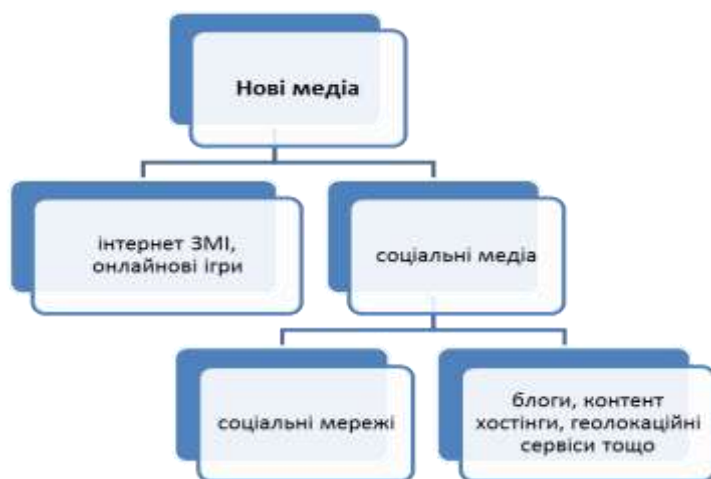 Нові медіа
інтернет ЗМІ,
онлайнові ігри
соціальні медіа
соціальні мережі
блоги, контент
хостінги, геолокаційні
сервіси тощо